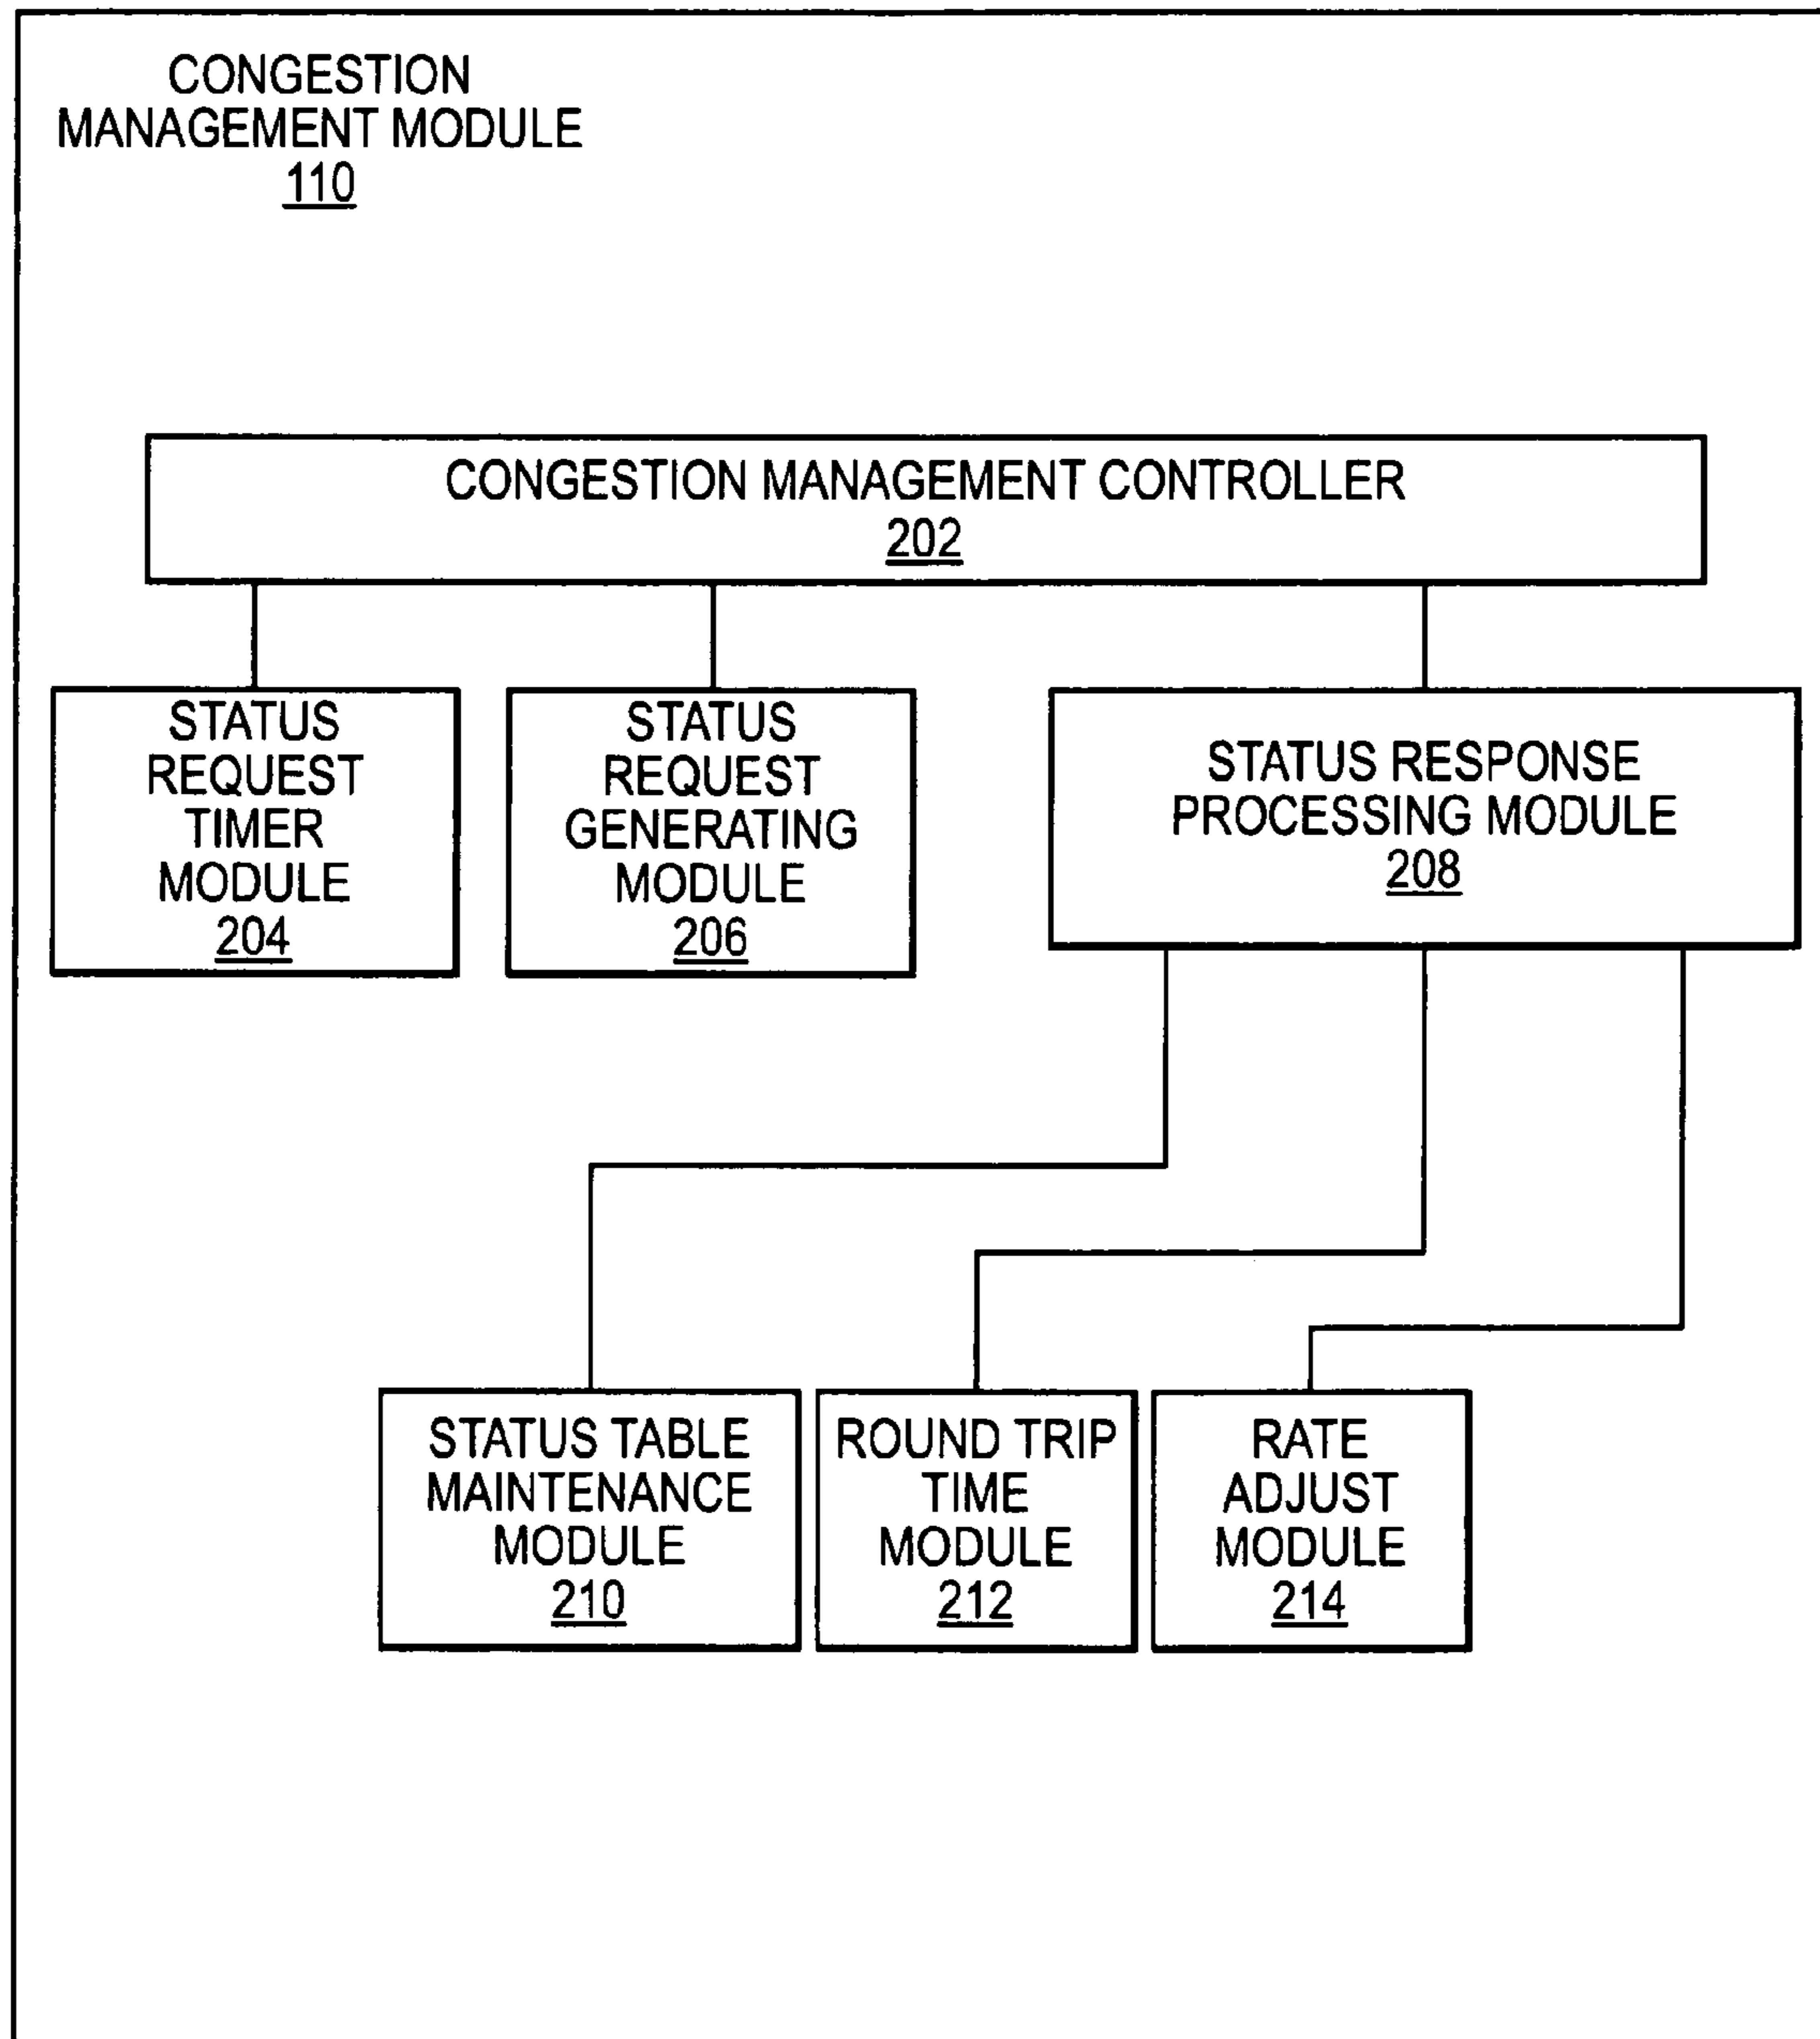 CONGESTION
MANAGEMENT MODULE
110
CONGESTION MANAGEMENT CONTROLLER
202
STATUS
REQUEST
TIMER
MODULE
204
STATUS
REQUEST
GENERATING
MODULE
206
STATUS RESPONSE
PROCESSING MODULE
208
STATUS TABLE
MAINTENANCE
MODULE
210
ROUND TRIP
TIME
MODULE
212
RATE
ADJUST
MODULE
214